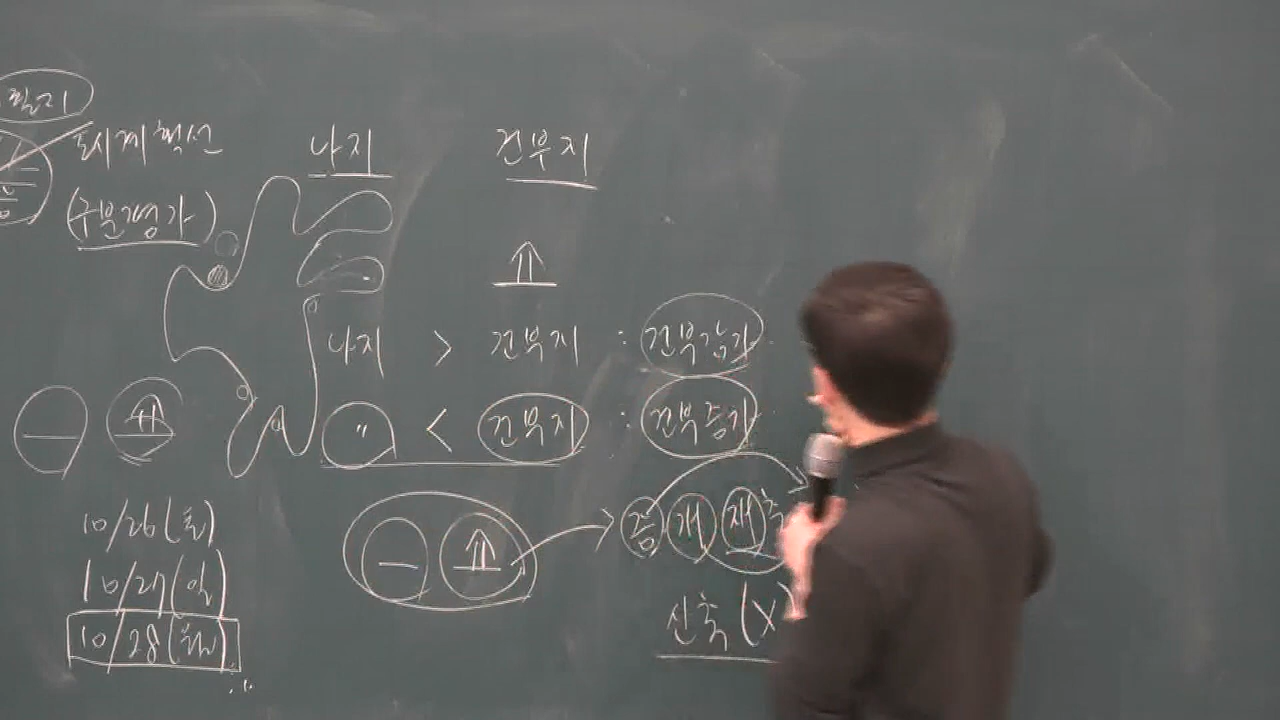 필지
도시계획선 나지 건부지
(구분평가)
나지 > 건부지 : 건부감가
〃 < 건부지 : 건부증가
증 개 재축
신축(X)
10/26(토)
10/27(일)
10/28(월)